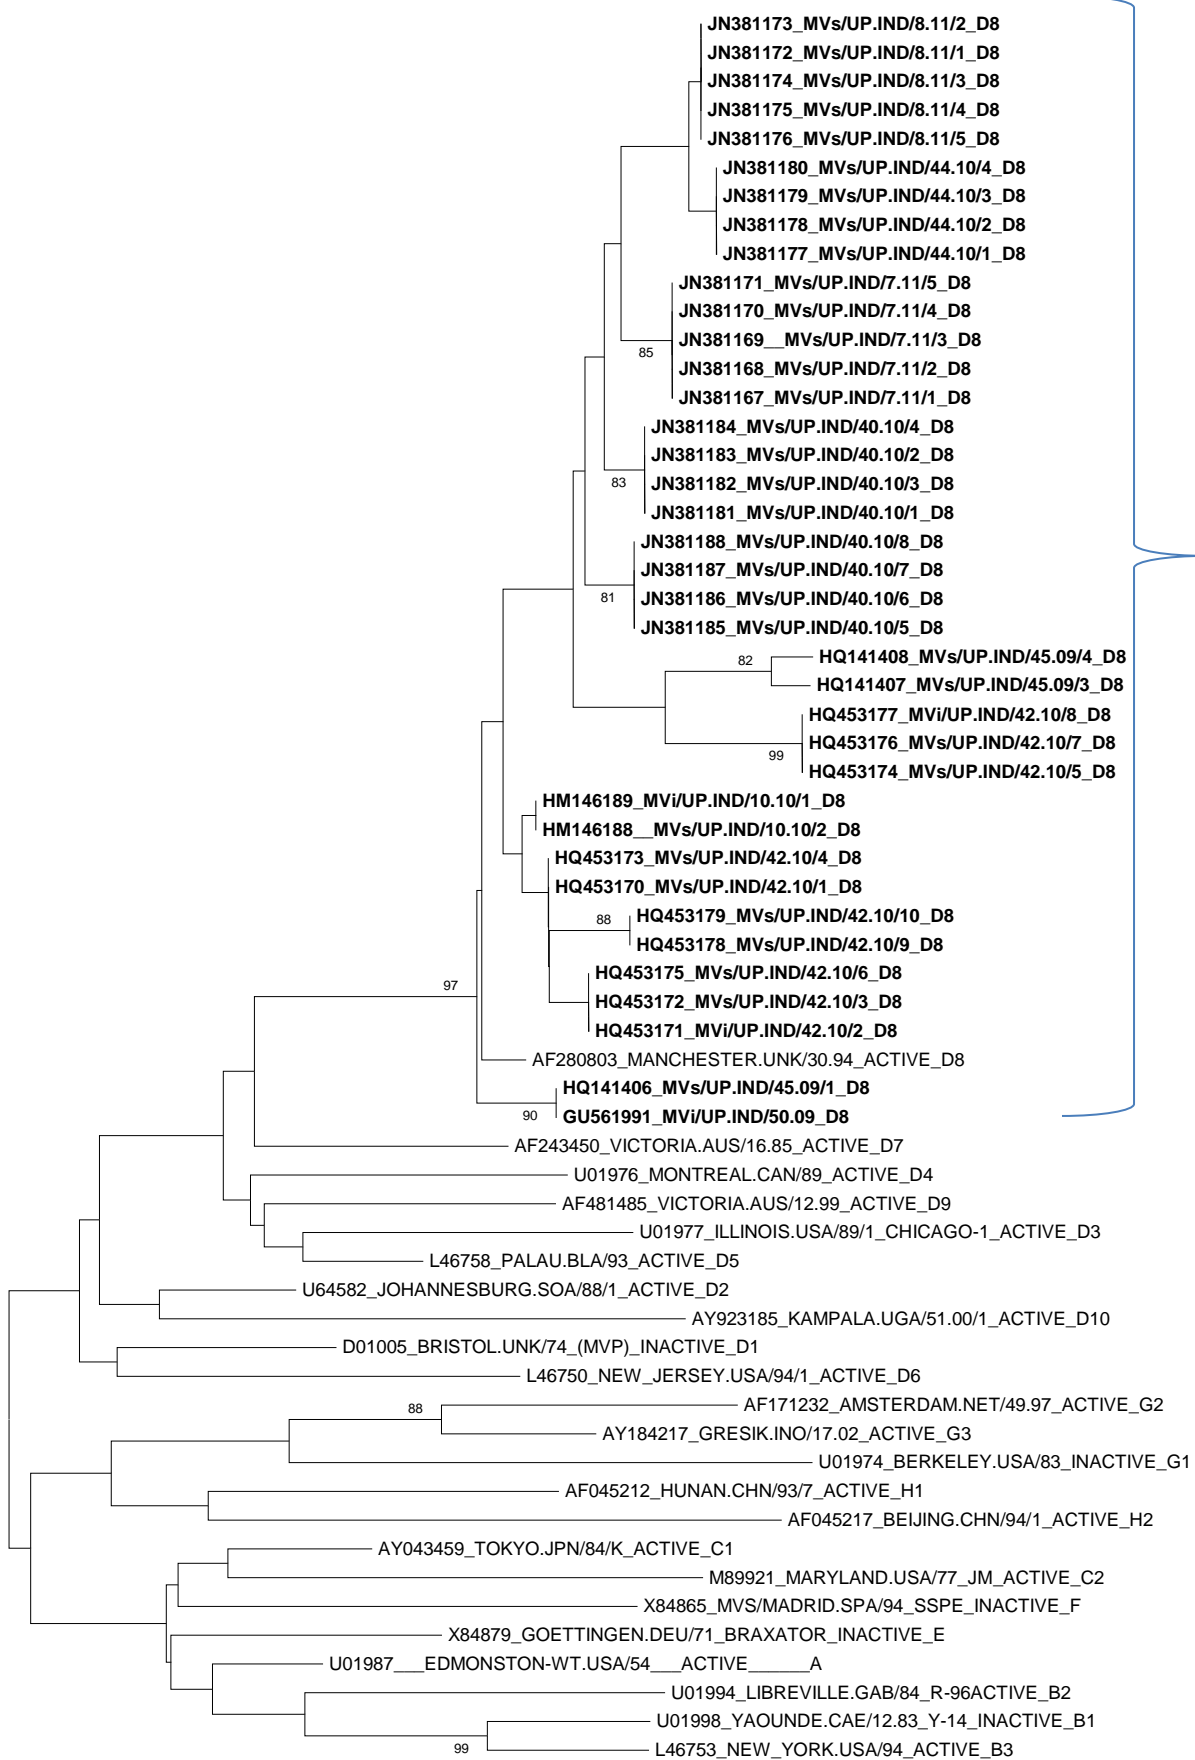 JN381173_MVs/UP.IND/8.11/2_D8
JN381172_MVs/UP.IND/8.11/1_D8
JN381174_MVs/UP.IND/8.11/3_D8
JN381175_MVs/UP.IND/8.11/4_D8
JN381176_MVs/UP.IND/8.11/5_D8
JN381180_MVs/UP.IND/44.10/4_D8
JN381179_MVs/UP.IND/44.10/3_D8
JN381178_MVs/UP.IND/44.10/2_D8
JN381177_MVs/UP.IND/44.10/1_D8
JN381171_MVs/UP.IND/7.11/5_D8
JN381170_MVs/UP.IND/7.11/4_D8
JN381169__MVs/UP.IND/7.11/3_D8
85
JN381168_MVs/UP.IND/7.11/2_D8
JN381167_MVs/UP.IND/7.11/1_D8
JN381184_MVs/UP.IND/40.10/4_D8
JN381183_MVs/UP.IND/40.10/2_D8
83
JN381182_MVs/UP.IND/40.10/3_D8
JN381181_MVs/UP.IND/40.10/1_D8
JN381188_MVs/UP.IND/40.10/8_D8
JN381187_MVs/UP.IND/40.10/7_D8
81
JN381186_MVs/UP.IND/40.10/6_D8
JN381185_MVs/UP.IND/40.10/5_D8
82
HQ141408_MVs/UP.IND/45.09/4_D8
HQ141407_MVs/UP.IND/45.09/3_D8
HQ453177_MVi/UP.IND/42.10/8_D8
HQ453176_MVs/UP.IND/42.10/7_D8
99
HQ453174_MVs/UP.IND/42.10/5_D8
HM146189_MVi/UP.IND/10.10/1_D8
HM146188__MVs/UP.IND/10.10/2_D8
HQ453173_MVs/UP.IND/42.10/4_D8
HQ453170_MVs/UP.IND/42.10/1_D8
88
HQ453179_MVs/UP.IND/42.10/10_D8
HQ453178_MVs/UP.IND/42.10/9_D8
HQ453175_MVs/UP.IND/42.10/6_D8
97
HQ453172_MVs/UP.IND/42.10/3_D8
HQ453171_MVi/UP.IND/42.10/2_D8
AF280803_MANCHESTER.UNK/30.94_ACTIVE_D8
HQ141406_MVs/UP.IND/45.09/1_D8
90
GU561991_MVi/UP.IND/50.09_D8
AF243450_VICTORIA.AUS/16.85_ACTIVE_D7
U01976_MONTREAL.CAN/89_ACTIVE_D4
AF481485_VICTORIA.AUS/12.99_ACTIVE_D9
U01977_ILLINOIS.USA/89/1_CHICAGO-1_ACTIVE_D3
L46758_PALAU.BLA/93_ACTIVE_D5
U64582_JOHANNESBURG.SOA/88/1_ACTIVE_D2
AY923185_KAMPALA.UGA/51.00/1_ACTIVE_D10
D01005_BRISTOL.UNK/74_(MVP)_INACTIVE_D1
L46750_NEW_JERSEY.USA/94/1_ACTIVE_D6
88
AF171232_AMSTERDAM.NET/49.97_ACTIVE_G2
AY184217_GRESIK.INO/17.02_ACTIVE_G3
U01974_BERKELEY.USA/83_INACTIVE_G1
AF045212_HUNAN.CHN/93/7_ACTIVE_H1
AF045217_BEIJING.CHN/94/1_ACTIVE_H2
AY043459_TOKYO.JPN/84/K_ACTIVE_C1
M89921_MARYLAND.USA/77_JM_ACTIVE_C2
X84865_MVS/MADRID.SPA/94_SSPE_INACTIVE_F
X84879_GOETTINGEN.DEU/71_BRAXATOR_INACTIVE_E
U01987___EDMONSTON-WT.USA/54___ACTIVE______A
U01994_LIBREVILLE.GAB/84_R-96ACTIVE_B2
U01998_YAOUNDE.CAE/12.83_Y-14_INACTIVE_B1
99
L46753_NEW_YORK.USA/94_ACTIVE_B3